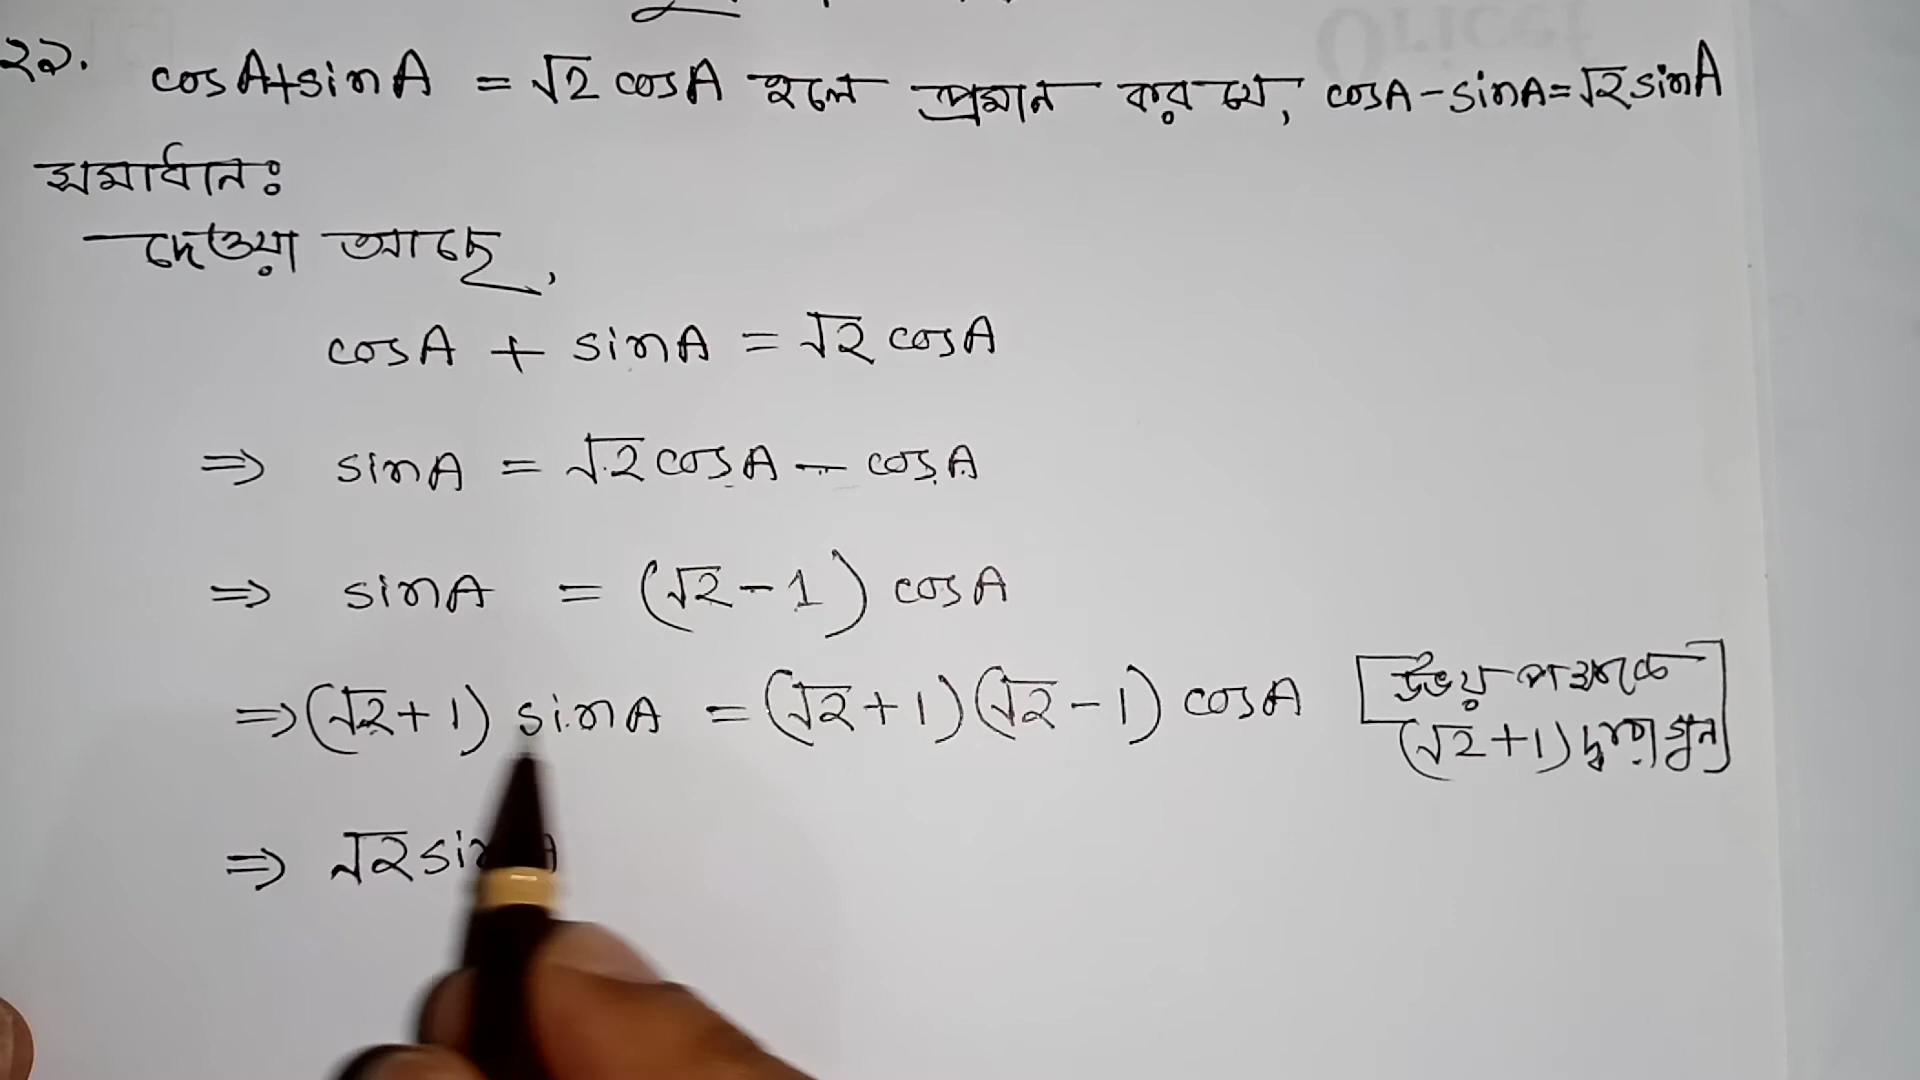 ২২. cosA+sinA = √2 cosA হলে প্রমান কর যে, cosA-sinA=√2 sinA
সমাধানঃ
দেওয়া আছে,
cosA + sinA = √2 cosA
⇒ sinA = √2 cosA - cosA
⇒ sinA = (√2-1) cosA
⇒ (√2+1) sinA = (√2+1)(√2-1) cosA [উভয় পক্ষকে
(√2+1) দ্বারা গুন]
⇒ √2 sinA